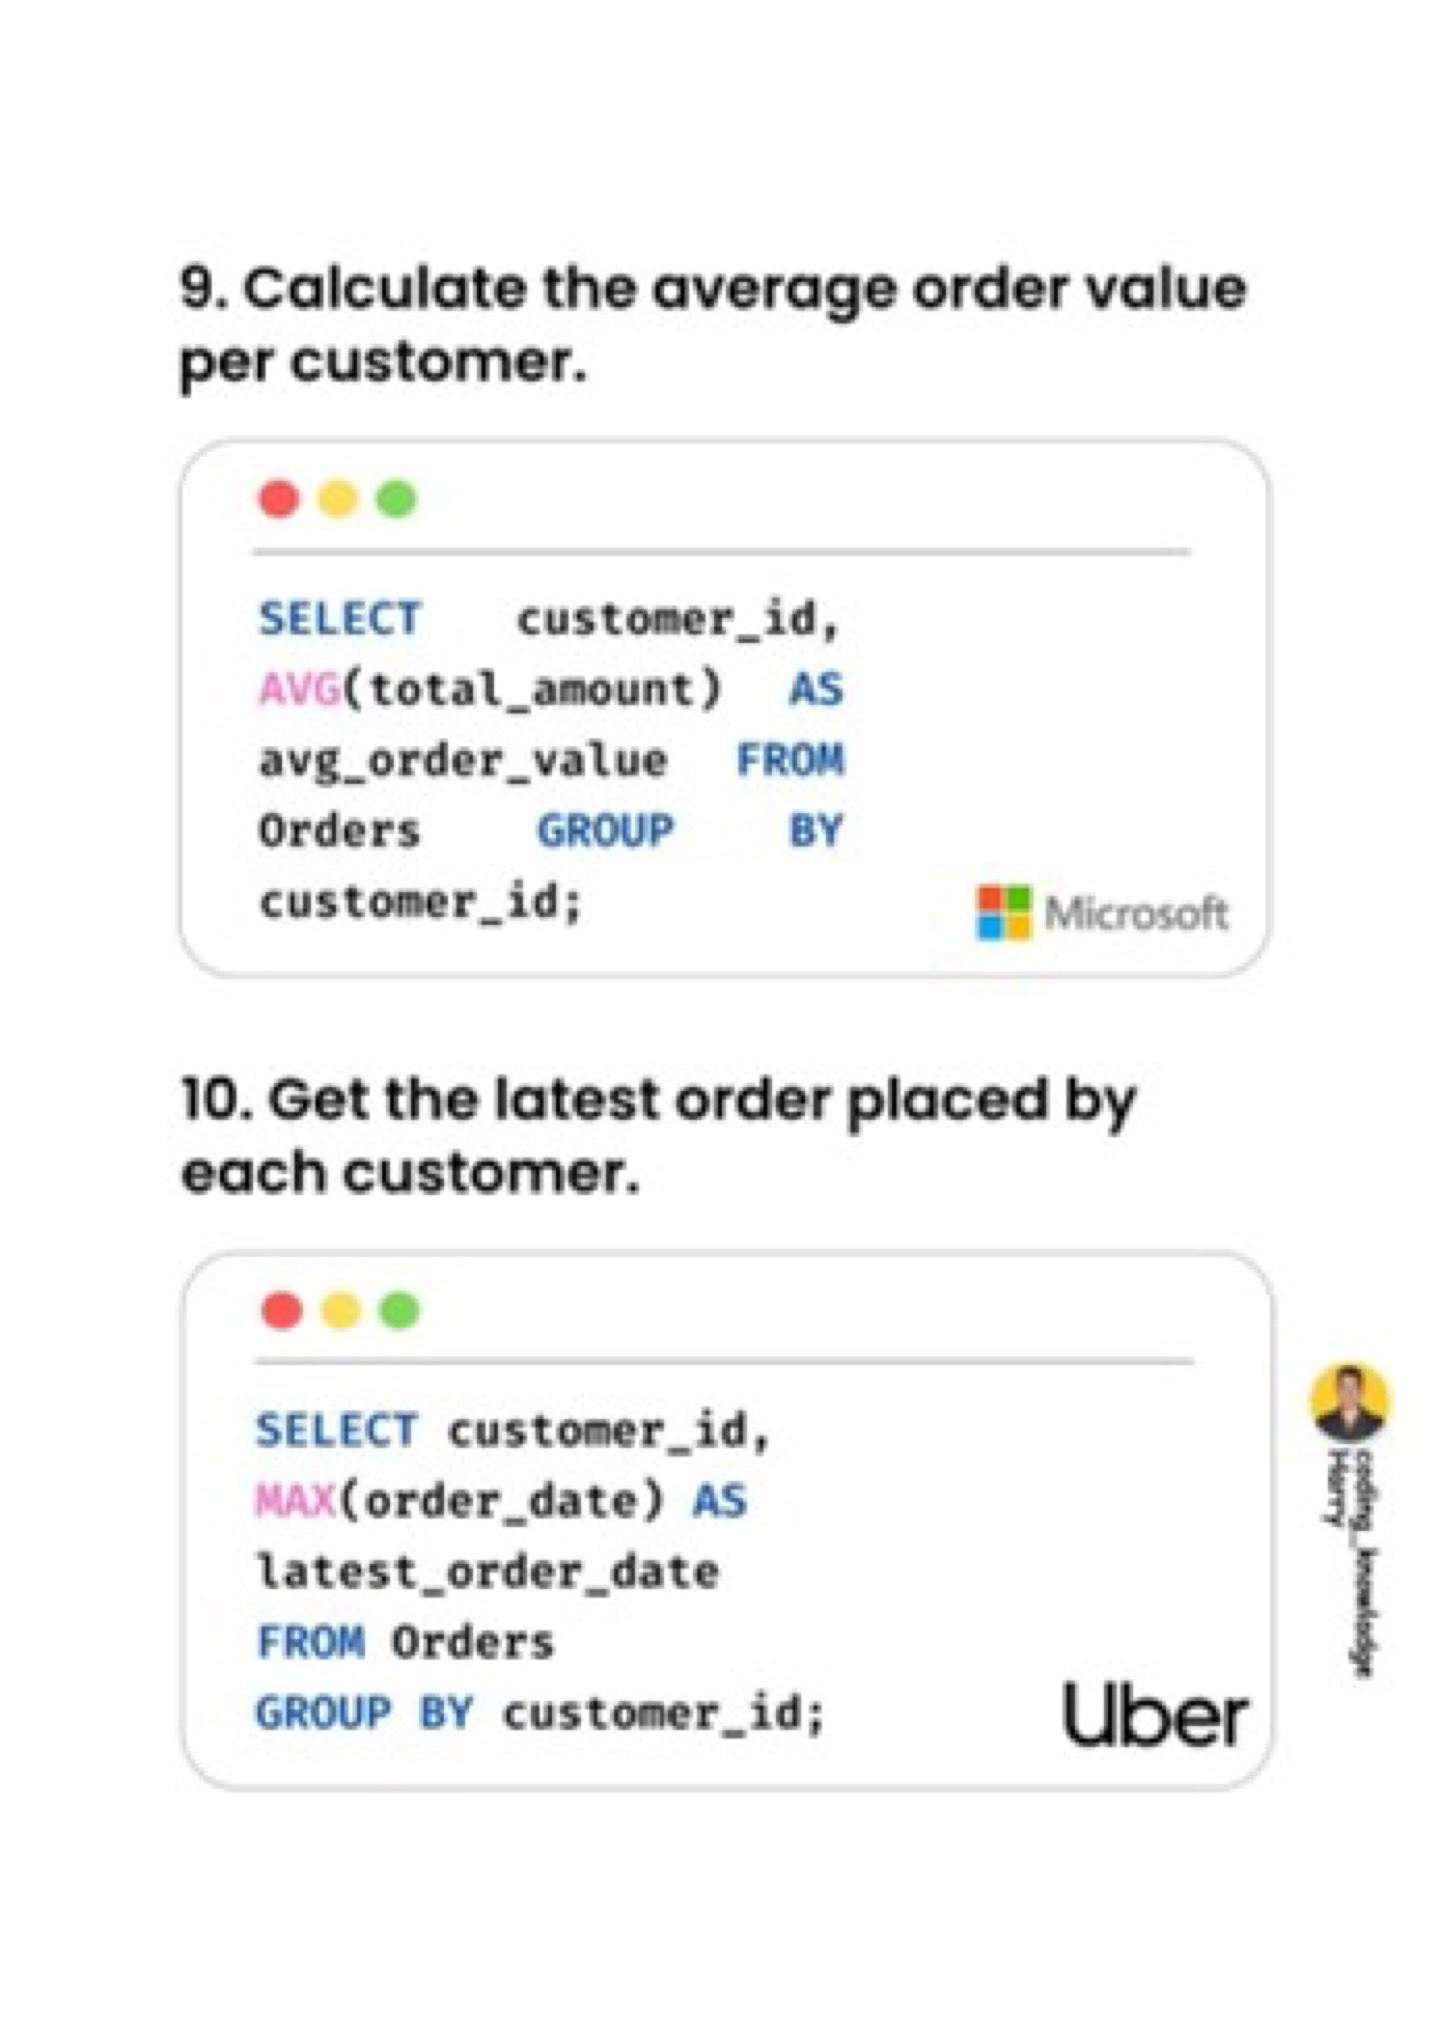 9. Calculate the average order value
per customer.
SELECT customer_id,
AVG(total_amount) AS
avg_order_value FROM
Orders GROUP BY
customer_id;
Microsoft
10. Get the latest order placed by
each customer.
SELECT customer_id,
MAX(order_date) AS
latest_order_date
FROM Orders
GROUP BY customer_id;
Uber
coding_knowledge
Harry